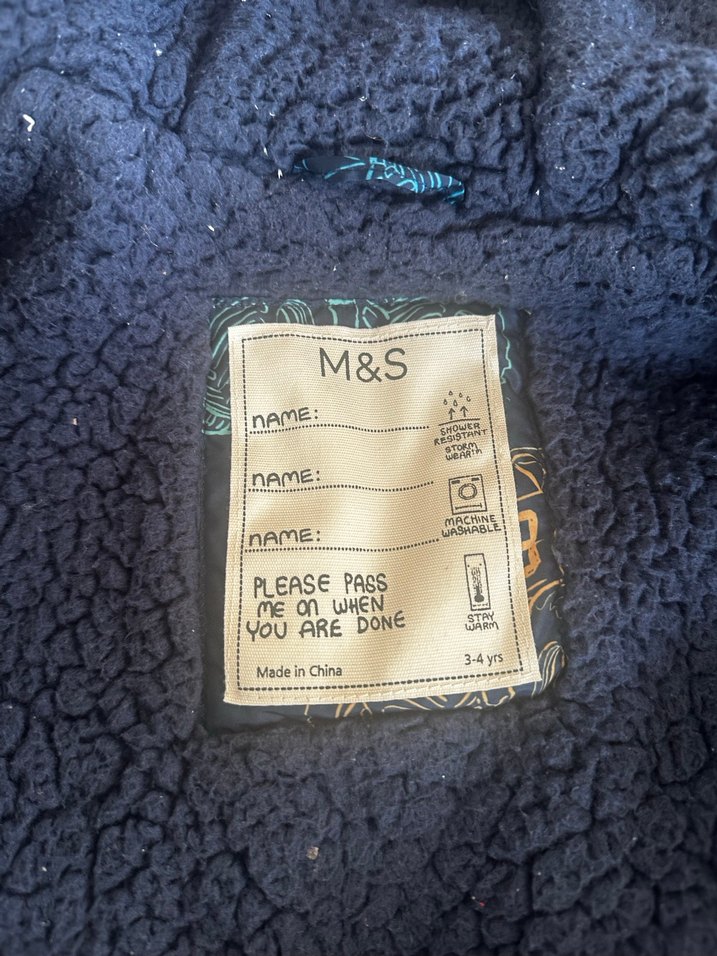 M&S
NAME:
SHOWER
RESISTANT
STORM
WEAR™
NAME:
MACHINE
WASHABLE
NAME:
PLEASE PASS
ME ON WHEN
YOU ARE DONE
STAY
WARM
Made in China
3-4 yrs